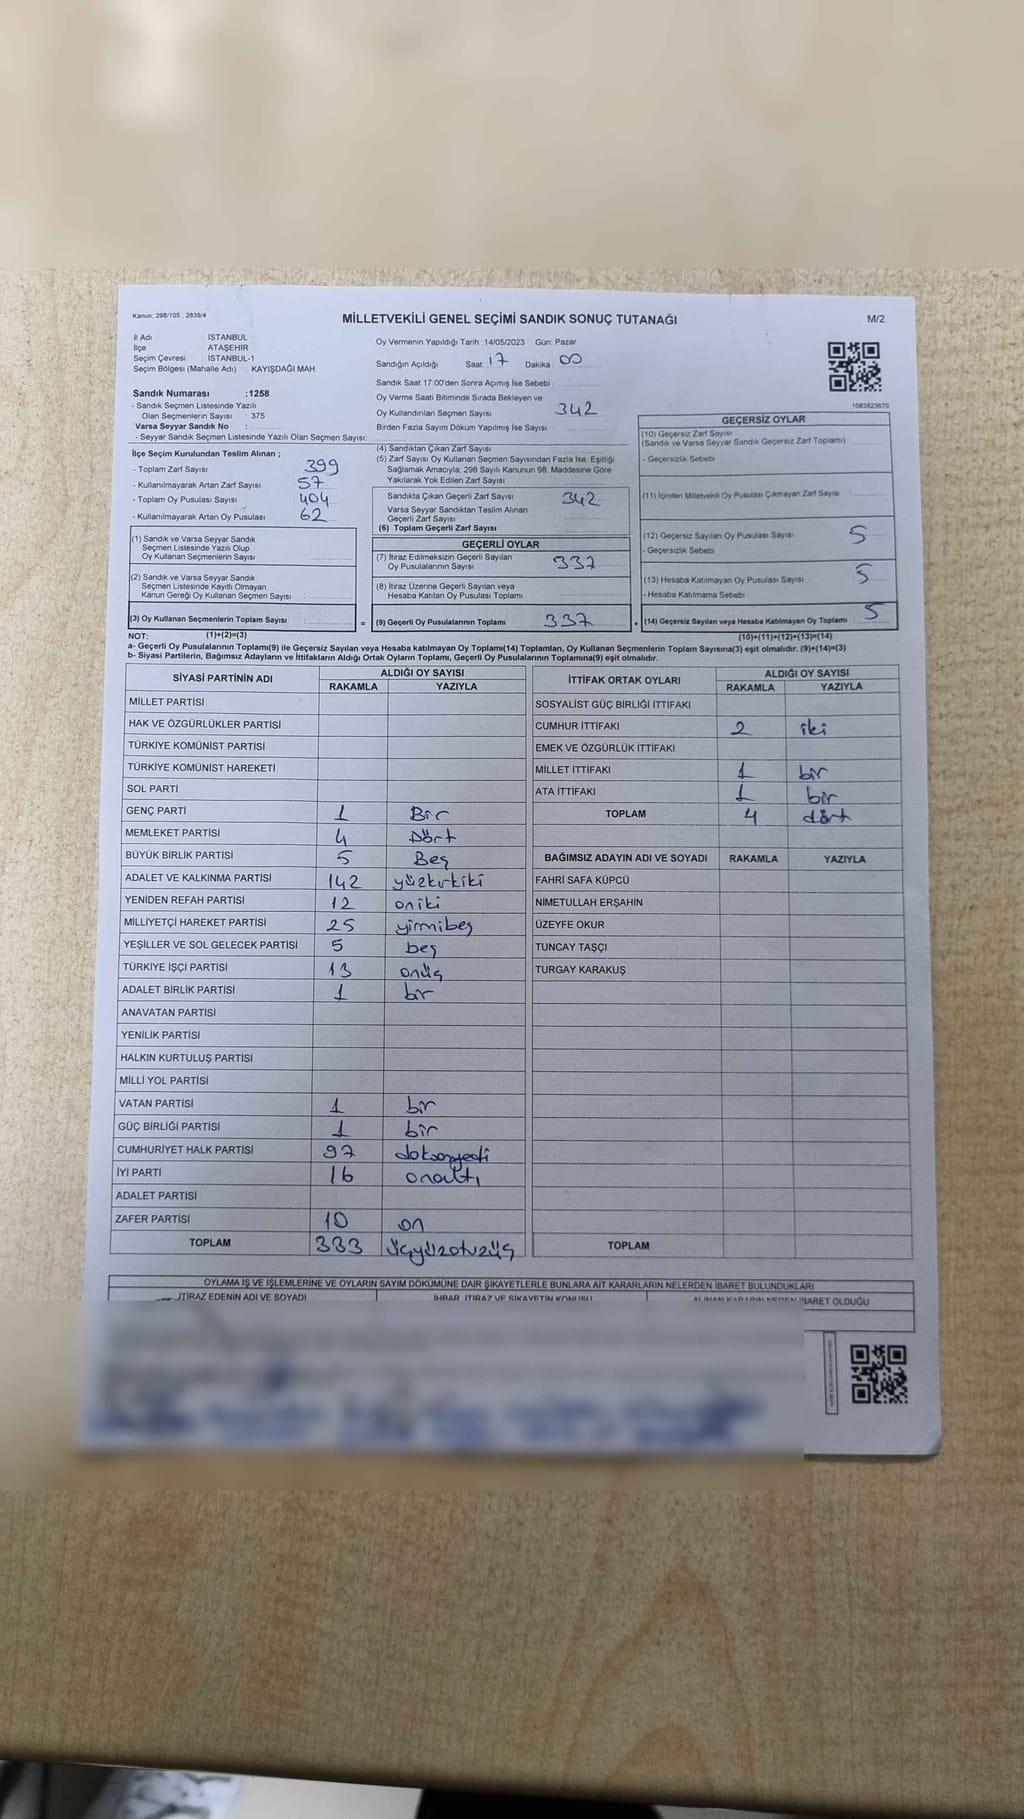 Kanun: 298/105 ; 2839/4
MİLLETVEKİLİ GENEL SEÇİMİ SANDIK SONUÇ TUTANAĞI
M/2
İl Adı : İSTANBUL
İlçe : ATAŞEHİR
Seçim Çevresi : İSTANBUL-1
Seçim Bölgesi (Mahalle Adı) : KAYIŞDAĞI MAH.
Sandık Numarası :1258
- Sandık Seçmen Listesinde Yazılı
Olan Seçmenlerin Sayısı : 375
Varsa Seyyar Sandık No :
- Seyyar Sandık Seçmen Listesinde Yazılı Olan Seçmen Sayısı:
Oy Vermenin Yapıldığı Tarih :14/05/2023 Gün: Pazar
Sandığın Açıldığı Saat: 17 Dakika : 00
Sandık Saat 17:00'den Sonra Açımış İse Sebebi :
Oy Verme Saati Bitiminde Sırada Bekleyen ve
Oy Kullandırılan Seçmen Sayısı 342
Birden Fazla Sayım Döküm Yapılmış İse Sayısı :
1083823670
İlçe Seçim Kurulundan Teslim Alınan ;
- Toplam Zarf Sayısı 399
- Kullanılmayarak Artan Zarf Sayısı 57
- Toplam Oy Pusulası Sayısı 404
- Kullanılmayarak Artan Oy Pusulası 62
(1) Sandık ve Varsa Seyyar Sandık
Seçmen Listesinde Yazılı Olup
Oy Kullanan Seçmenlerin Sayısı
(2) Sandık ve Varsa Seyyar Sandık
Seçmen Listesinde Kayıtlı Olmayan
Kanun Gereği Oy Kullanan Seçmen Sayısı
(3) Oy Kullanan Seçmenlerin Toplam Sayısı
(4) Sandıktan Çıkan Zarf Sayısı
(5) Zarf Sayısı Oy Kullanan Seçmen Sayısından Fazla İse, Eşitliği
Sağlamak Amacıyla; 298 Sayılı Kanunun 98. Maddesine Göre
Yakılarak Yok Edilen Zarf Sayısı
Sandıkta Çıkan Geçerli Zarf Sayısı 342
Varsa Seyyar Sandıktan Teslim Alınan
Geçerli Zarf Sayısı
(6) Toplam Geçerli Zarf Sayısı
GEÇERLİ OYLAR
(7) İtiraz Edilmeksizin Geçerli Sayılan
Oy Pusulalarının Sayısı 337
(8) İtiraz Üzerine Geçerli Sayılan veya
Hesaba Katılan Oy Pusulası Toplamı
= (9) Geçerli Oy Pusulalarının Toplamı 337
GEÇERSİZ OYLAR
(10) Geçersiz Zarf Sayısı
(Sandık ve Varsa Seyyar Sandık Geçersiz Zarf Toplamı)
- Geçersizlik Sebebi
(11) İçinden Milletvekili Oy Pusulası Çıkmayan Zarf Sayısı
(12) Geçersiz Sayılan Oy Pusulası Sayısı 5
- Geçersizlik Sebebi
(13) Hesaba Katılmayan Oy Pusulası Sayısı 5
- Hesaba Katılmama Sebebi
+ (14) Geçersiz Sayılan veya Hesaba Katılmayan Oy Toplamı 5
NOT: (1)+(2)=(3) (10)+(11)+(12)+(13)=(14)
a- Geçerli Oy Pusulalarının Toplamı(9) ile Geçersiz Sayılan veya Hesaba katılmayan Oy Toplamı(14) Toplamları, Oy Kullanan Seçmenlerin Toplam Sayısına(3) eşit olmalıdır. (9)+(14)=(3)
b- Siyasi Partilerin, Bağımsız Adayların ve İttifakların Aldığı Ortak Oyların Toplamı, Geçerli Oy Pusulalarının Toplamına(9) eşit olmalıdır.
SİYASİ PARTİNİN ADI ALDIĞI OY SAYISI
RAKAMLA YAZIYLA
MİLLET PARTİSİ
HAK VE ÖZGÜRLÜKLER PARTİSİ
TÜRKİYE KOMÜNİST PARTİSİ
TÜRKİYE KOMÜNİST HAREKETİ
SOL PARTİ
GENÇ PARTİ 1 Bir
MEMLEKET PARTİSİ 4 Dört
BÜYÜK BİRLİK PARTİSİ 5 Beş
ADALET VE KALKINMA PARTİSİ 142 yüzkırkiki
YENİDEN REFAH PARTİSİ 12 oniki
MİLLİYETÇİ HAREKET PARTİSİ 25 yirmibeş
YEŞİLLER VE SOL GELECEK PARTİSİ 5 beş
TÜRKİYE İŞÇİ PARTİSİ 13 onüç
ADALET BİRLİK PARTİSİ 1 bir
ANAVATAN PARTİSİ
YENİLİK PARTİSİ
HALKIN KURTULUŞ PARTİSİ
MİLLİ YOL PARTİSİ
VATAN PARTİSİ 1 bir
GÜÇ BİRLİĞİ PARTİSİ 1 bir
CUMHURİYET HALK PARTİSİ 97 doksanyedi
İYİ PARTİ 16 onaltı
ADALET PARTİSİ
ZAFER PARTİSİ 10 on
TOPLAM 333 üçyüzotuzüç
İTTİFAK ORTAK OYLARI ALDIĞI OY SAYISI
RAKAMLA YAZIYLA
SOSYALİST GÜÇ BİRLİĞİ İTTİFAKI
CUMHUR İTTİFAKI 2 iki
EMEK VE ÖZGÜRLÜK İTTİFAKI
MİLLET İTTİFAKI 1 bir
ATA İTTİFAKI 1 bir
TOPLAM 4 dört
BAĞIMSIZ ADAYIN ADI VE SOYADI RAKAMLA YAZIYLA
FAHRİ SAFA KÜPCÜ
NİMETULLAH ERŞAHİN
ÜZEYFE OKUR
TUNCAY TAŞÇI
TURGAY KARAKUŞ
TOPLAM
OYLAMA İŞ VE İŞLEMLERİNE VE OYLARIN SAYIM DÖKÜMÜNE DAİR ŞİKAYETLERLE BUNLARA AİT KARARLARIN NELERDEN İBARET BULUNDUKLARI
İTİRAZ EDENİN ADI VE SOYADI İHBAR, İTİRAZ VE ŞİKAYETİN KONUSU ALINAN KARARIN NEDEN İBARET OLDUĞU